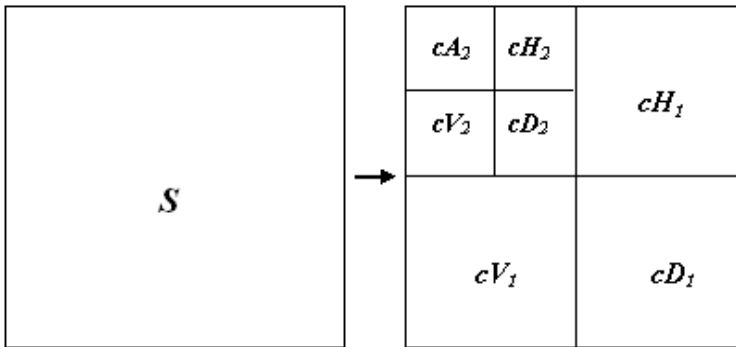 cA₂ cH₂
cH₁
cV₂ cD₂
S
cV₁ cD₁